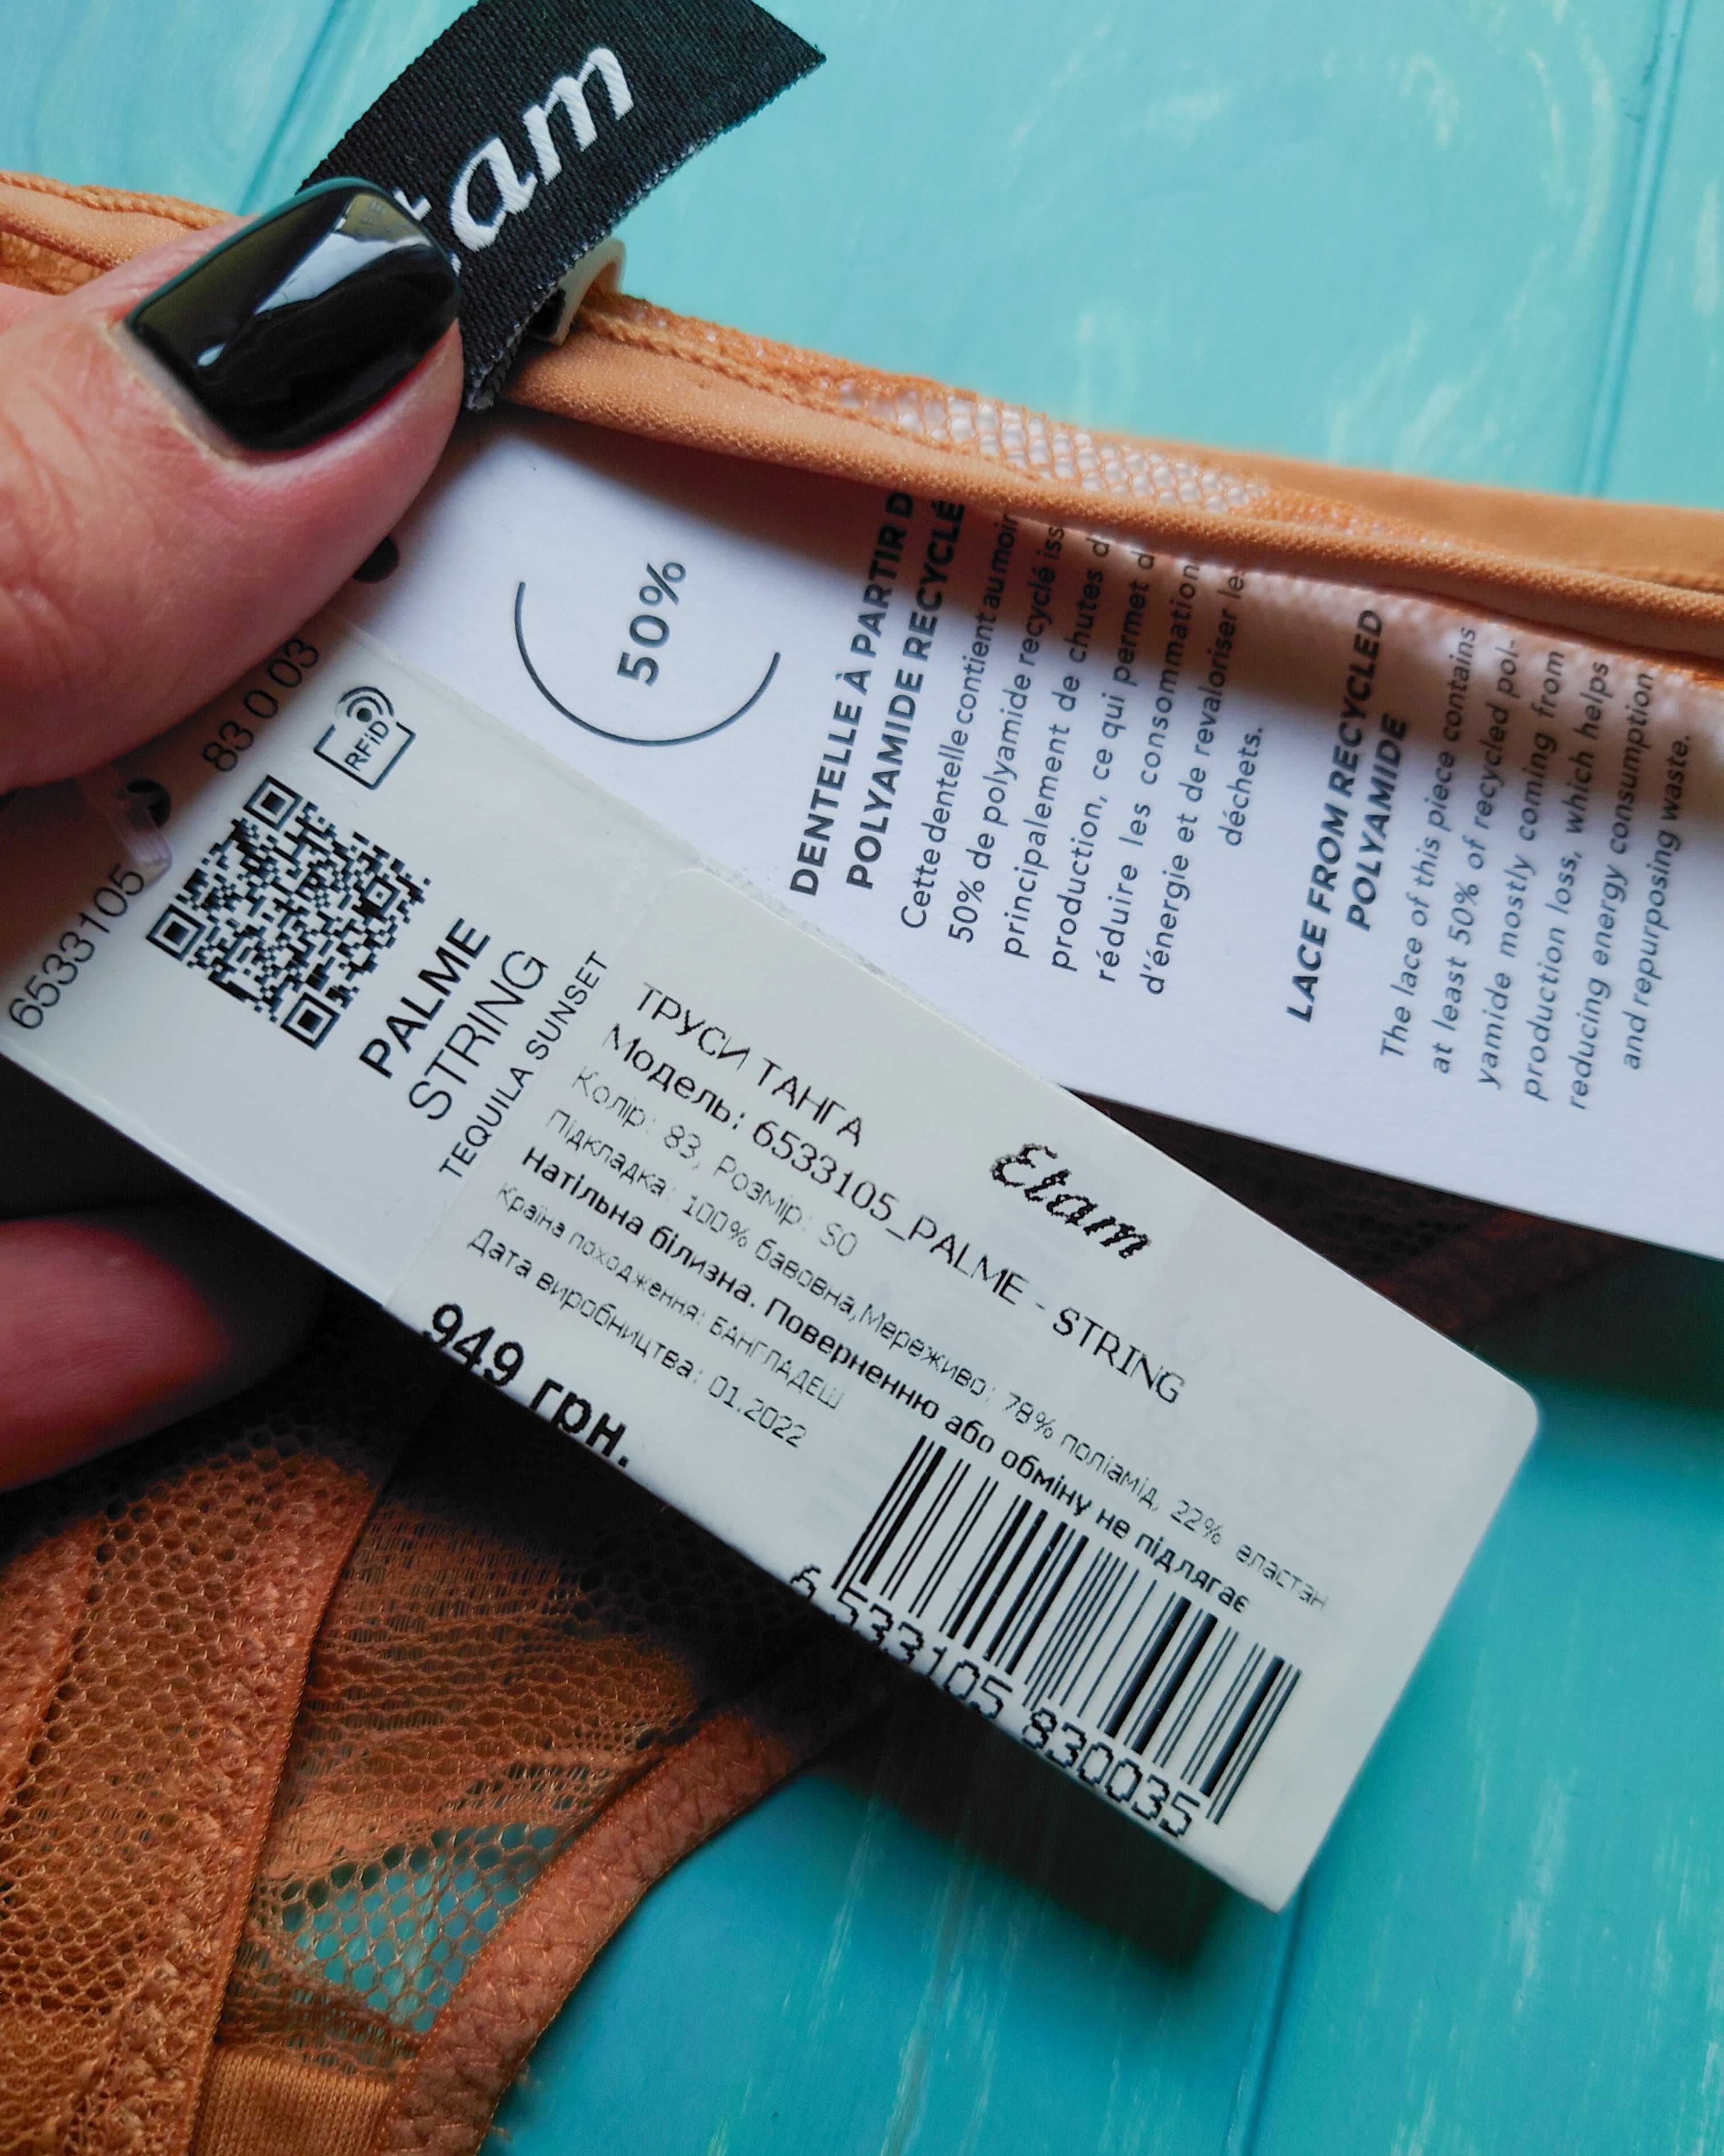 tam
50%
DENTELLE À PARTIR D
POLYAMIDE RECYCLÉ
Cette dentelle contient au moin
50% de polyamide recyclé iss
principalement de chutes d
production, ce qui permet d
réduire les consommation
d'énergie et de revaloriser le
déchets.
LACE FROM RECYCLED
POLYAMIDE
The lace of this piece contains
at least 50% of recycled pol-
yamide mostly coming from
production loss, which helps
reducing energy consumption
and repurposing waste.
6533105 83 0 03
RFiD
PALME
STRING
TEQUILA SUNSET
Etam
ТРУСИ ТАНГА
Модель: 6533105_PALME - STRING
Колір: 83, Розмір: S0
Підкладка: 100% бавовна,Мереживо: 78% поліамід, 22% эластан
Натільна білизна. Поверненню або обміну не підлягає
Країна походження: БАНГЛАДЕШ
Дата виробництва: 01.2022
949 грн.
6533105 830035